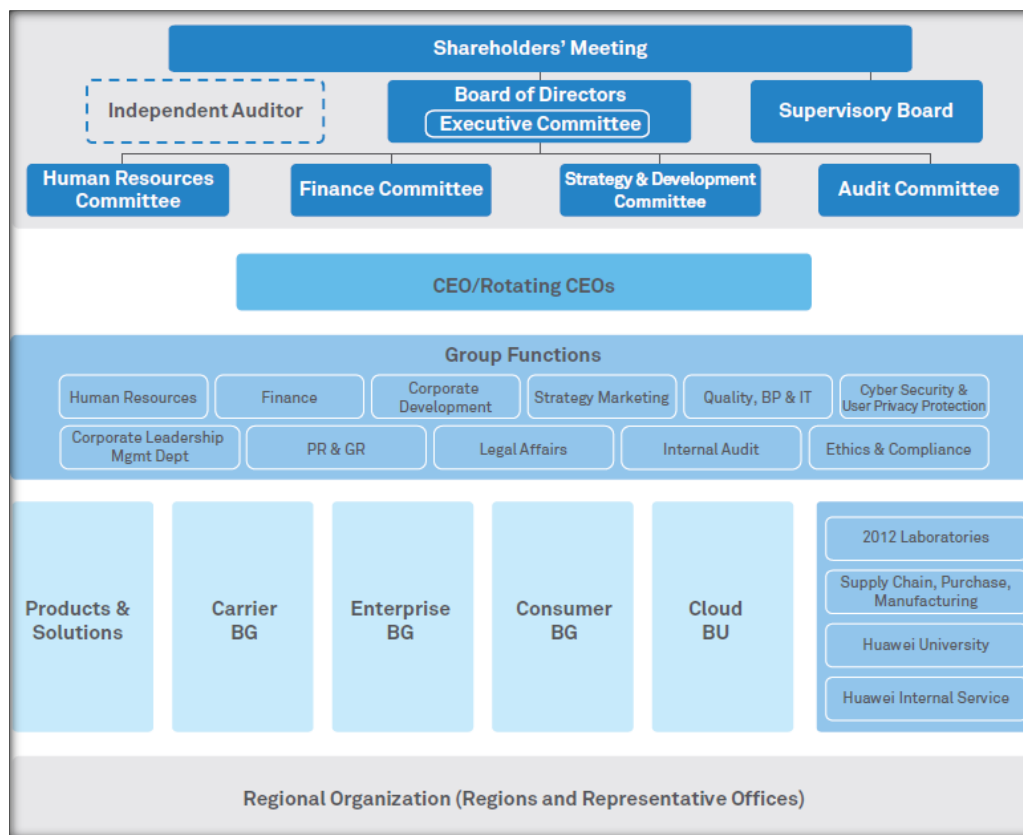 Shareholders' Meeting
Independent Auditor
Board of Directors
Executive Committee
Supervisory Board
Human Resources
Committee
Finance Committee
Strategy & Development
Committee
Audit Committee
CEO/Rotating CEOs
Group Functions
Human Resources
Finance
Corporate
Development
Strategy Marketing
Quality, BP & IT
Cyber Security &
User Privacy Protection
Corporate Leadership
Mgmt Dept
PR & GR
Legal Affairs
Internal Audit
Ethics & Compliance
Products &
Solutions
Carrier
BG
Enterprise
BG
Consumer
BG
Cloud
BU
2012 Laboratories
Supply Chain, Purchase,
Manufacturing
Huawei University
Huawei Internal Service
Regional Organization (Regions and Representative Offices)